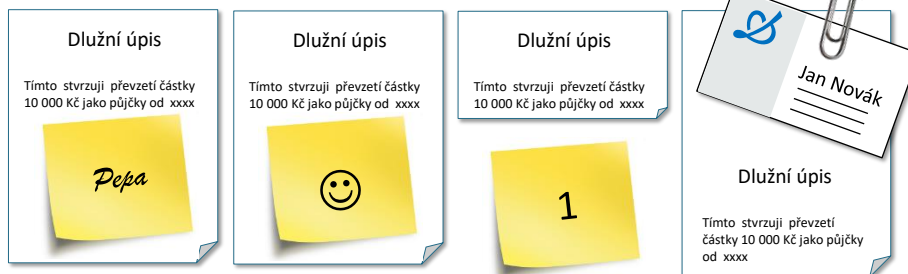 Dlužní úpis
Tímto stvrzuji převzetí částky
10 000 Kč jako půjčky od xxxx
Pepa
Dlužní úpis
Tímto stvrzuji převzetí částky
10 000 Kč jako půjčky od xxxx
Dlužní úpis
Tímto stvrzuji převzetí částky
10 000 Kč jako půjčky od xxxx
1
Jan Novák
Dlužní úpis
Tímto stvrzuji převzetí
částky 10 000 Kč jako půjčky
od xxxx